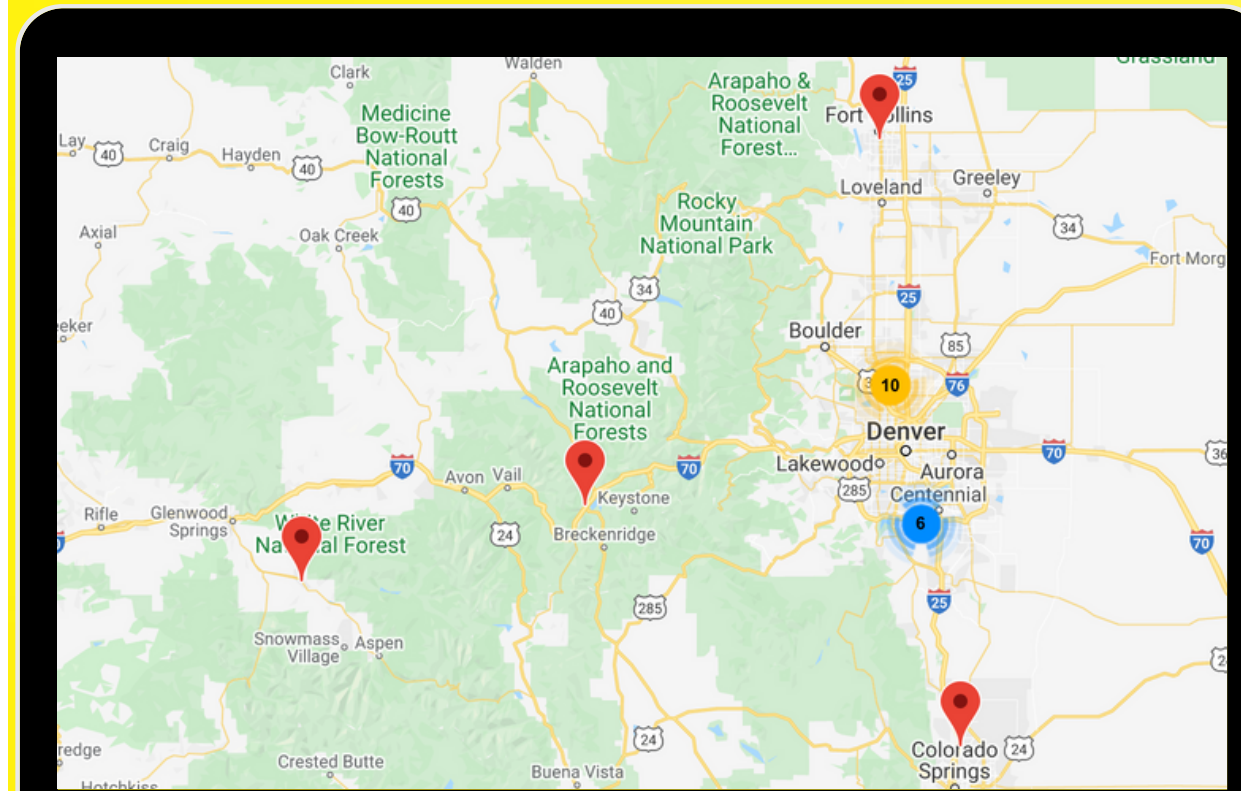 Grassland
Walden
Clark
Arapaho &
Roosevelt
National
Forest...
25
Fort Collins
Medicine
Bow-Routt
National
Forests
Lay
40
Craig
Hayden
40
40
Loveland
Greeley
Rocky
Mountain
National Park
34
Axial
Oak Creek
Fort Morg
34
25
40
eeker
Boulder
85
Arapaho and
Roosevelt
National
Forests
10
76
Denver
70
70
70
36
Lakewood
Aurora
Avon
Vail
285
Centennial
Keystone
Rifle
Glenwood
Springs
White River
National Forest
24
Breckenridge
6
70
25
285
Snowmass
Village
Aspen
24
24
24
Colorado
Springs
redge
Crested Butte
Buena Vista
Hotchkiss